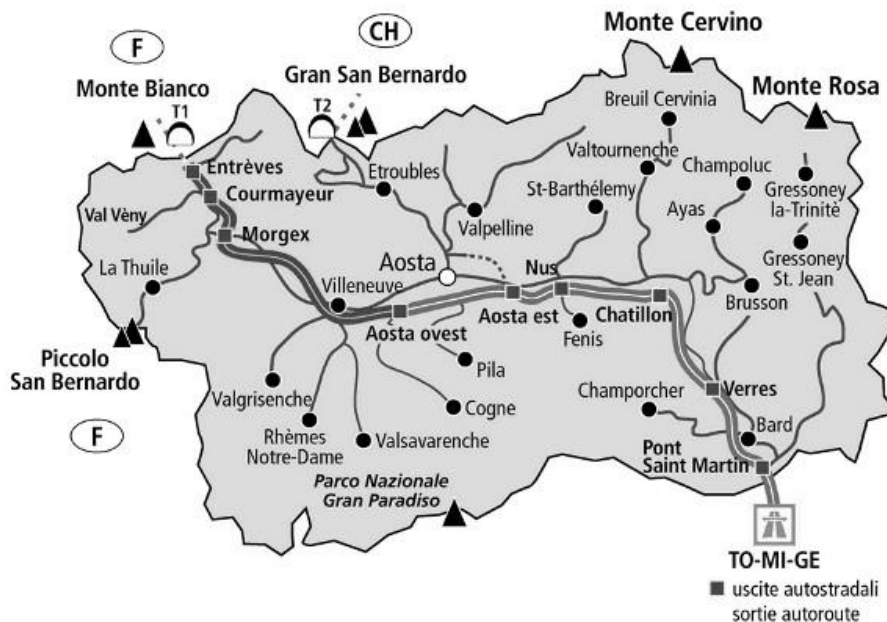 F
CH
Monte Cervino
Monte Bianco
T1
Gran San Bernardo
T2
Monte Rosa
Breuil Cervinia
Entrèves
Etroubles
Valtournenche
Champoluc
Courmayeur
St-Barthélemy
Gressoney
la-Trinitè
Val Vèny
Valpelline
Ayas
Morgex
Gressoney
St. Jean
La Thuile
Aosta
Nus
Villeneuve
Brusson
Aosta ovest
Aosta est
Chatillon
Fenis
Piccolo
San Bernardo
Pila
Valgrisenche
Cogne
Champorcher
Verres
F
Rhèmes
Notre-Dame
Valsavarenche
Bard
Pont
Saint Martin
Parco Nazionale
Gran Paradiso
TO-MI-GE
uscite autostradali
sortie autoroute